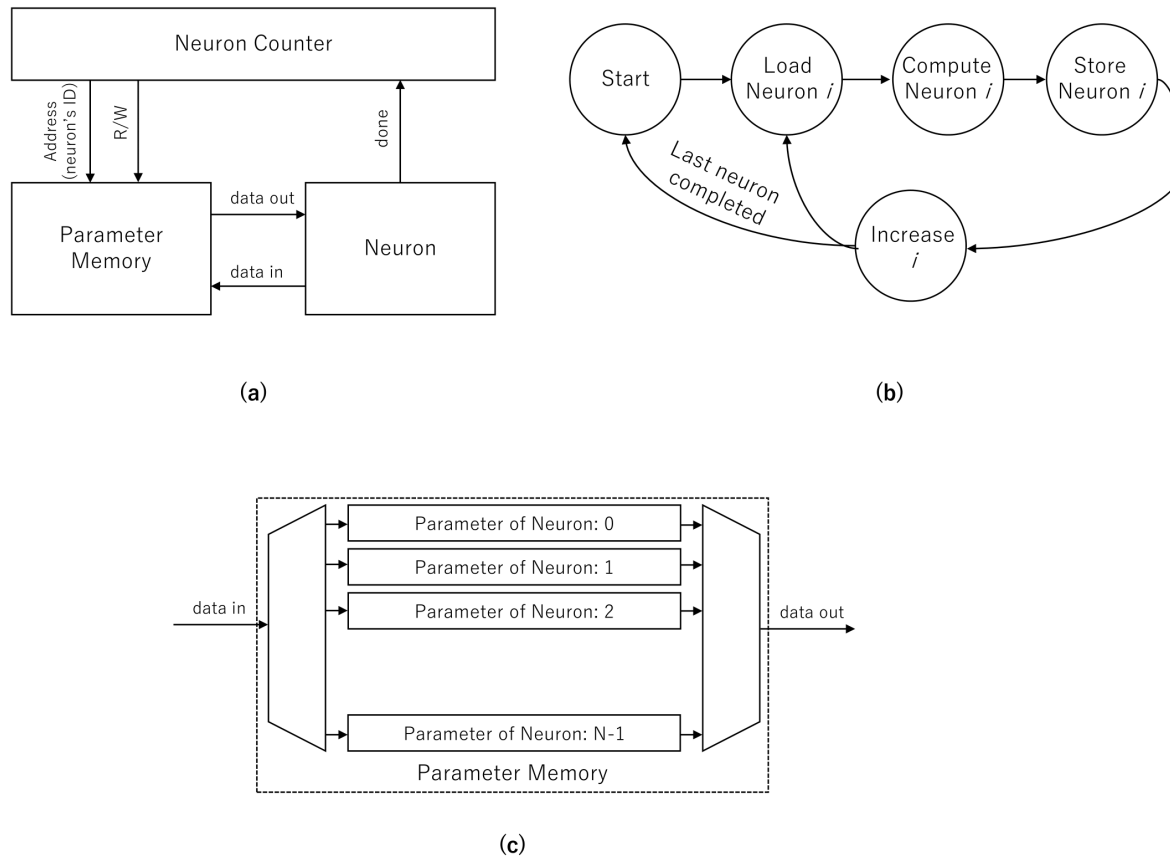 Neuron Counter
Address
(neuron's ID)
R/W
done
Parameter
Memory
data out
data in
Neuron
(a)
Start
Load
Neuron i
Compute
Neuron i
Store
Neuron i
Last neuron
completed
Increase
i
(b)
data in
Parameter of Neuron: 0
Parameter of Neuron: 1
Parameter of Neuron: 2
Parameter of Neuron: N-1
data out
Parameter Memory
(c)